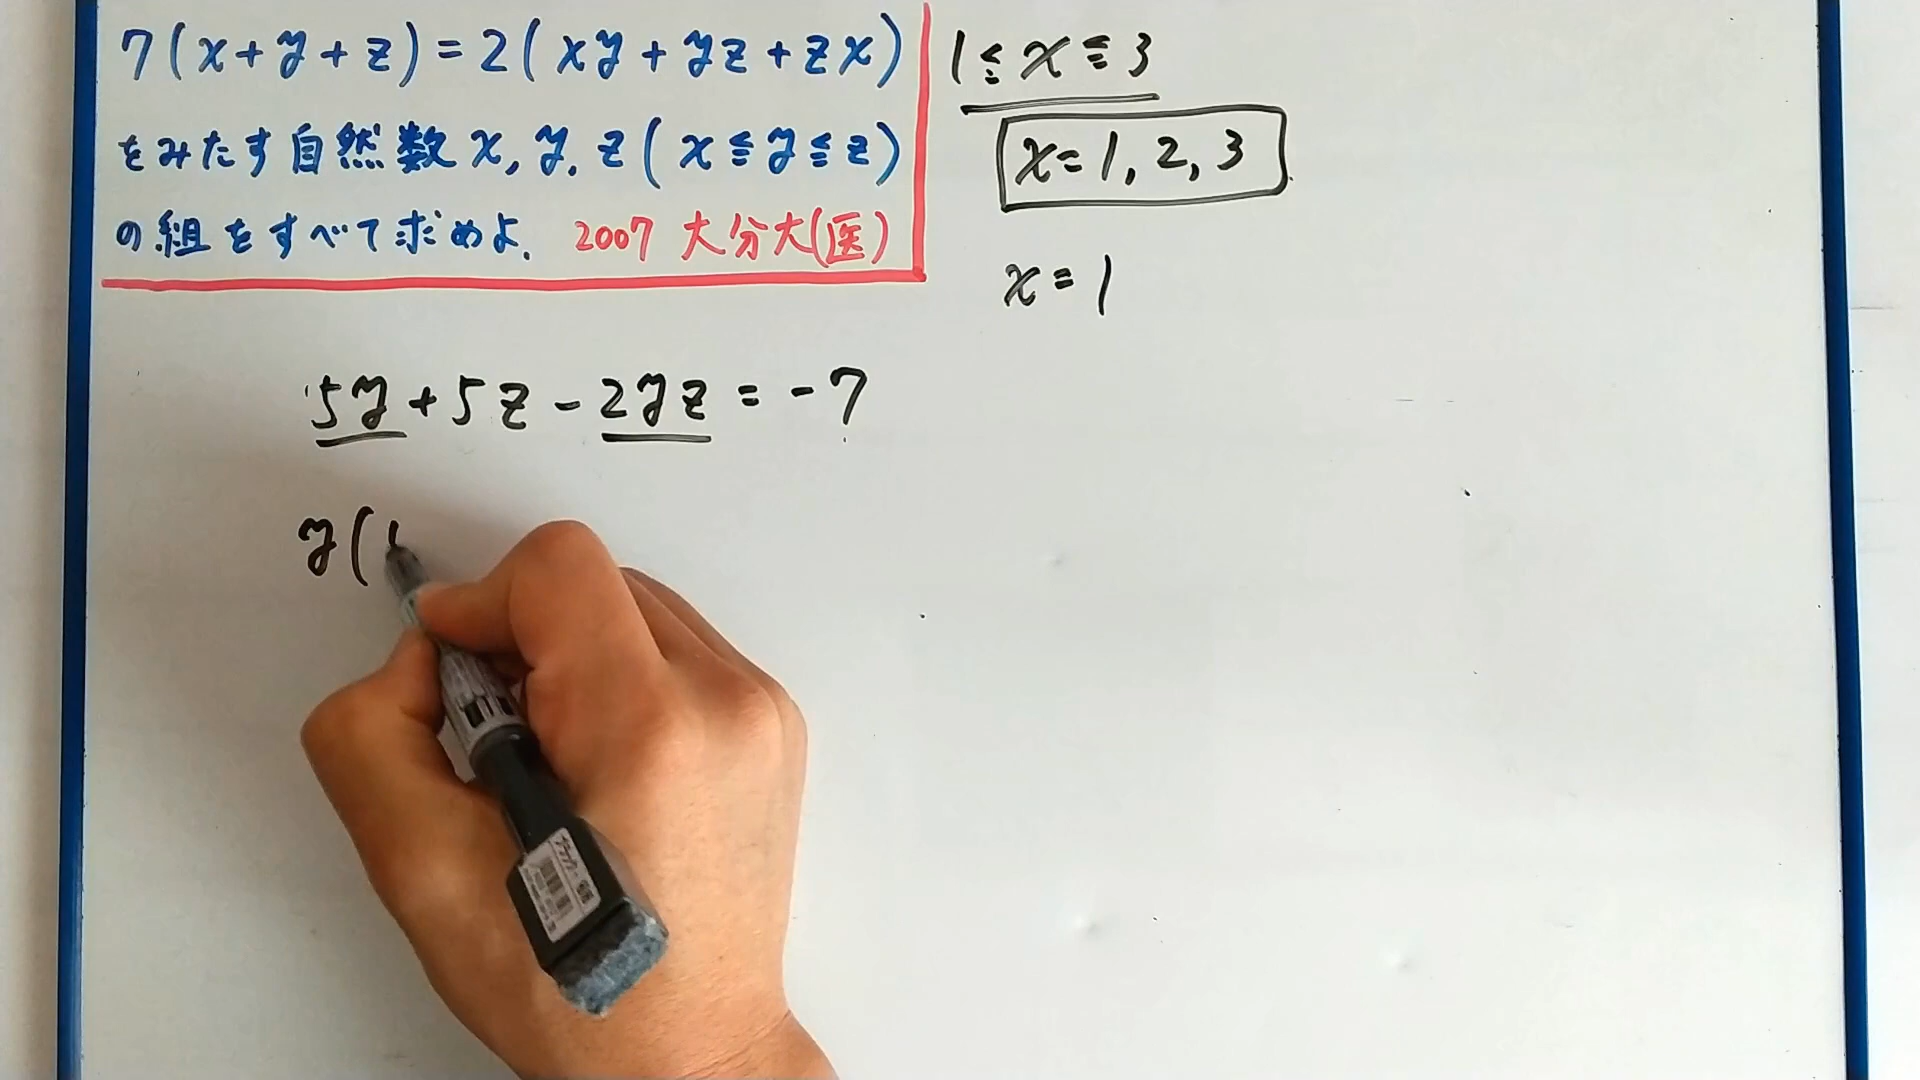 7(x+y+z)=2(xy+yz+zx)
をみたす自然数x,y,z(x≦y≦z)
の組をすべて求めよ. 2007 大分大(医)
1≦x≦3
x=1,2,3
x=1
5y+5z-2yz=-7
y(